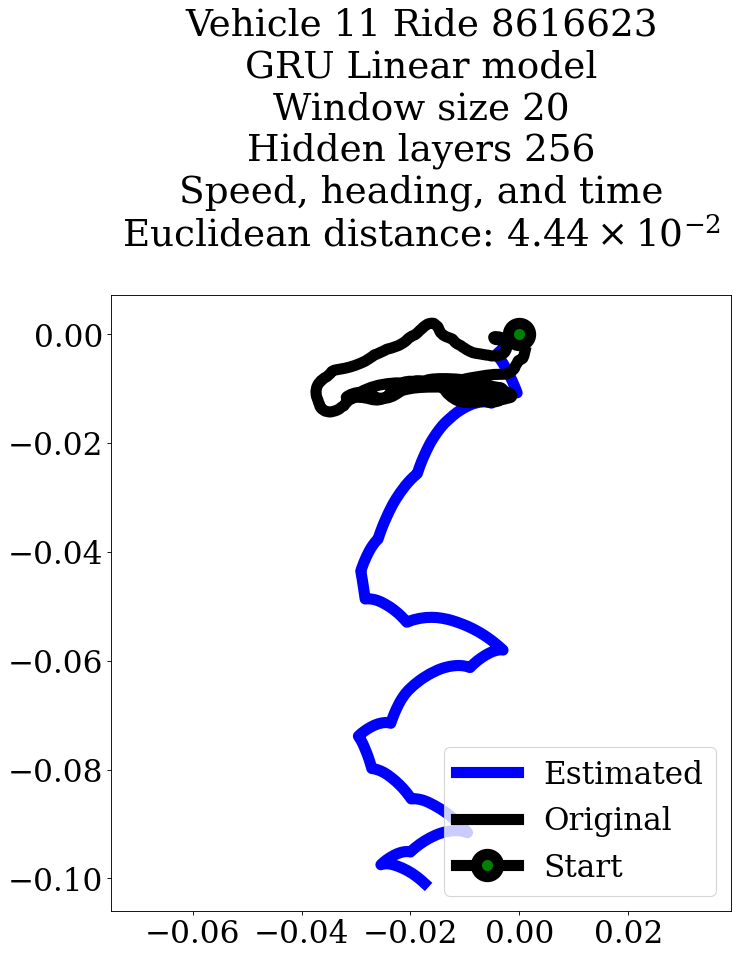 Vehicle 11 Ride 8616623
GRU Linear model
Window size 20
Hidden layers 256
Speed, heading, and time
Euclidean distance: 4.44 × 10⁻²
0.00
−0.02
−0.04
−0.06
−0.08
−0.10
Estimated
Original
Start
−0.06 −0.04 −0.02 0.00 0.02